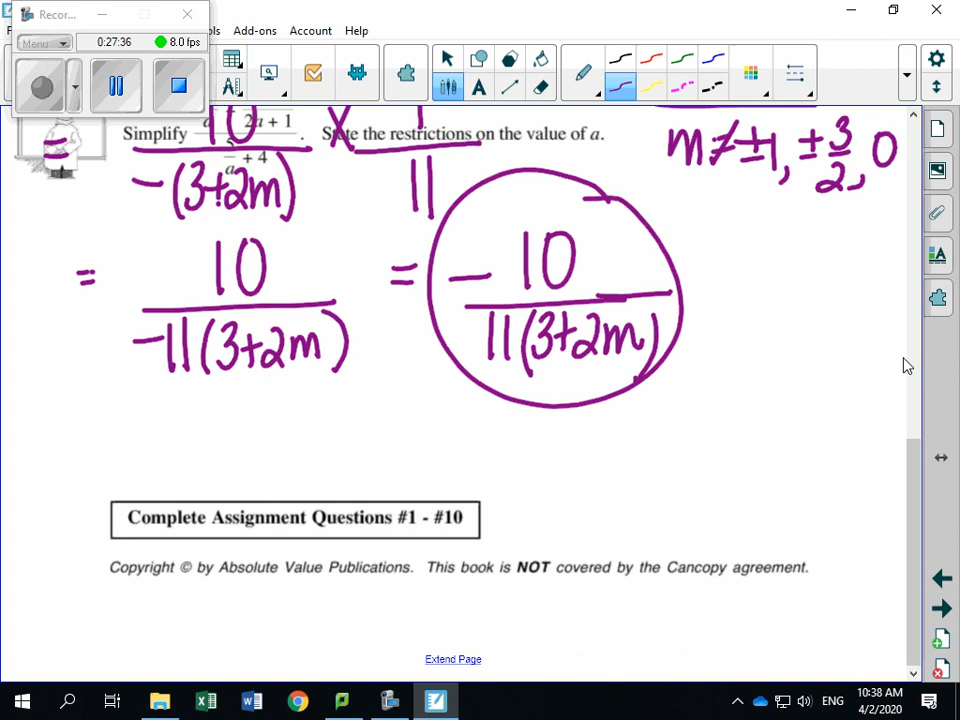 Recor...
Menu
0:27:36
8.0 fps
Add-ons Account Help
Simplify
2a + 1
+ 4
. State the restrictions on the value of a.
= 10 / -(3+2m) × 1 / 11
m ≠ ±1, ±3/2, 0
= 10 / -11(3+2m) = - 10 / 11(3+2m)
Complete Assignment Questions #1 - #10
Copyright © by Absolute Value Publications. This book is NOT covered by the Cancopy agreement.
Extend Page
ENG
10:38 AM
4/2/2020